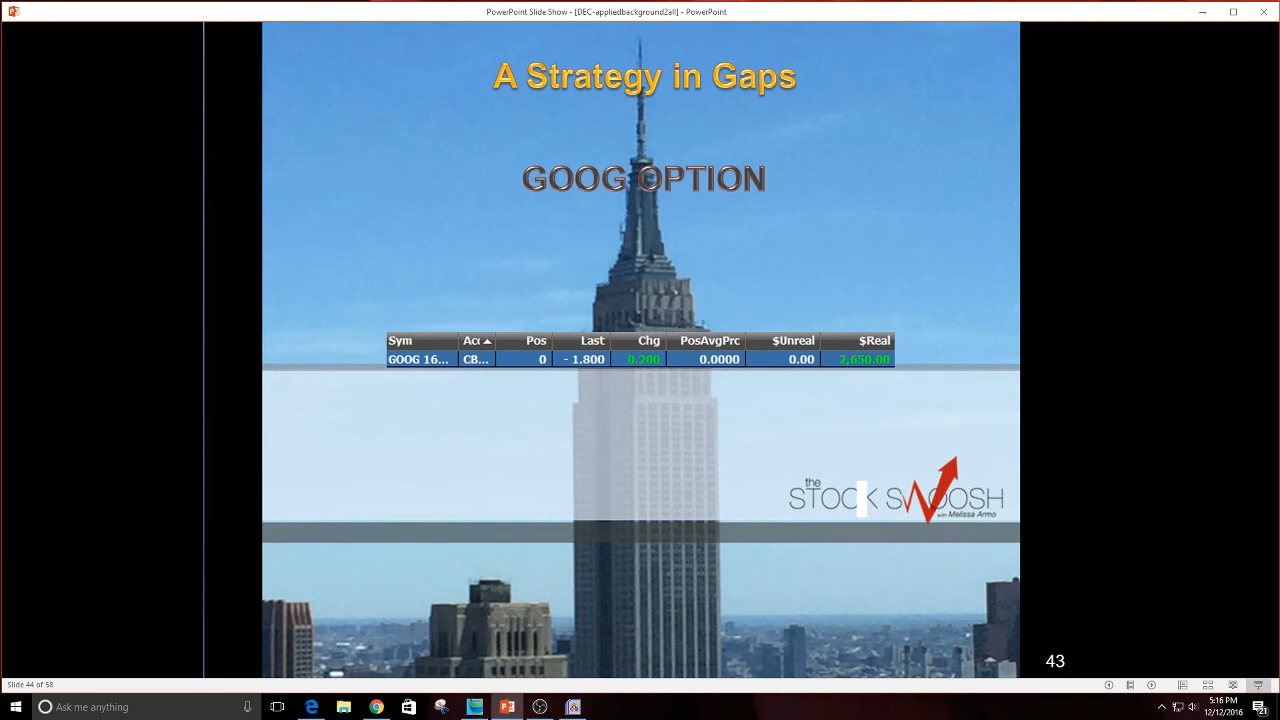 PowerPoint Slide Show - [DEC-appliedbackground2all] - PowerPoint
A Strategy in Gaps
GOOG OPTION
Sym Acc Pos Last Chg PosAvgPrc $Unreal $Real
GOOG 16... CB... 0 - 1.800 0.200 0.0000 0.00 2,650.00
the
STOCK SWOOSH
with Melissa Armo
43
Slide 44 of 58
Ask me anything
5:16 PM
12/12/2016